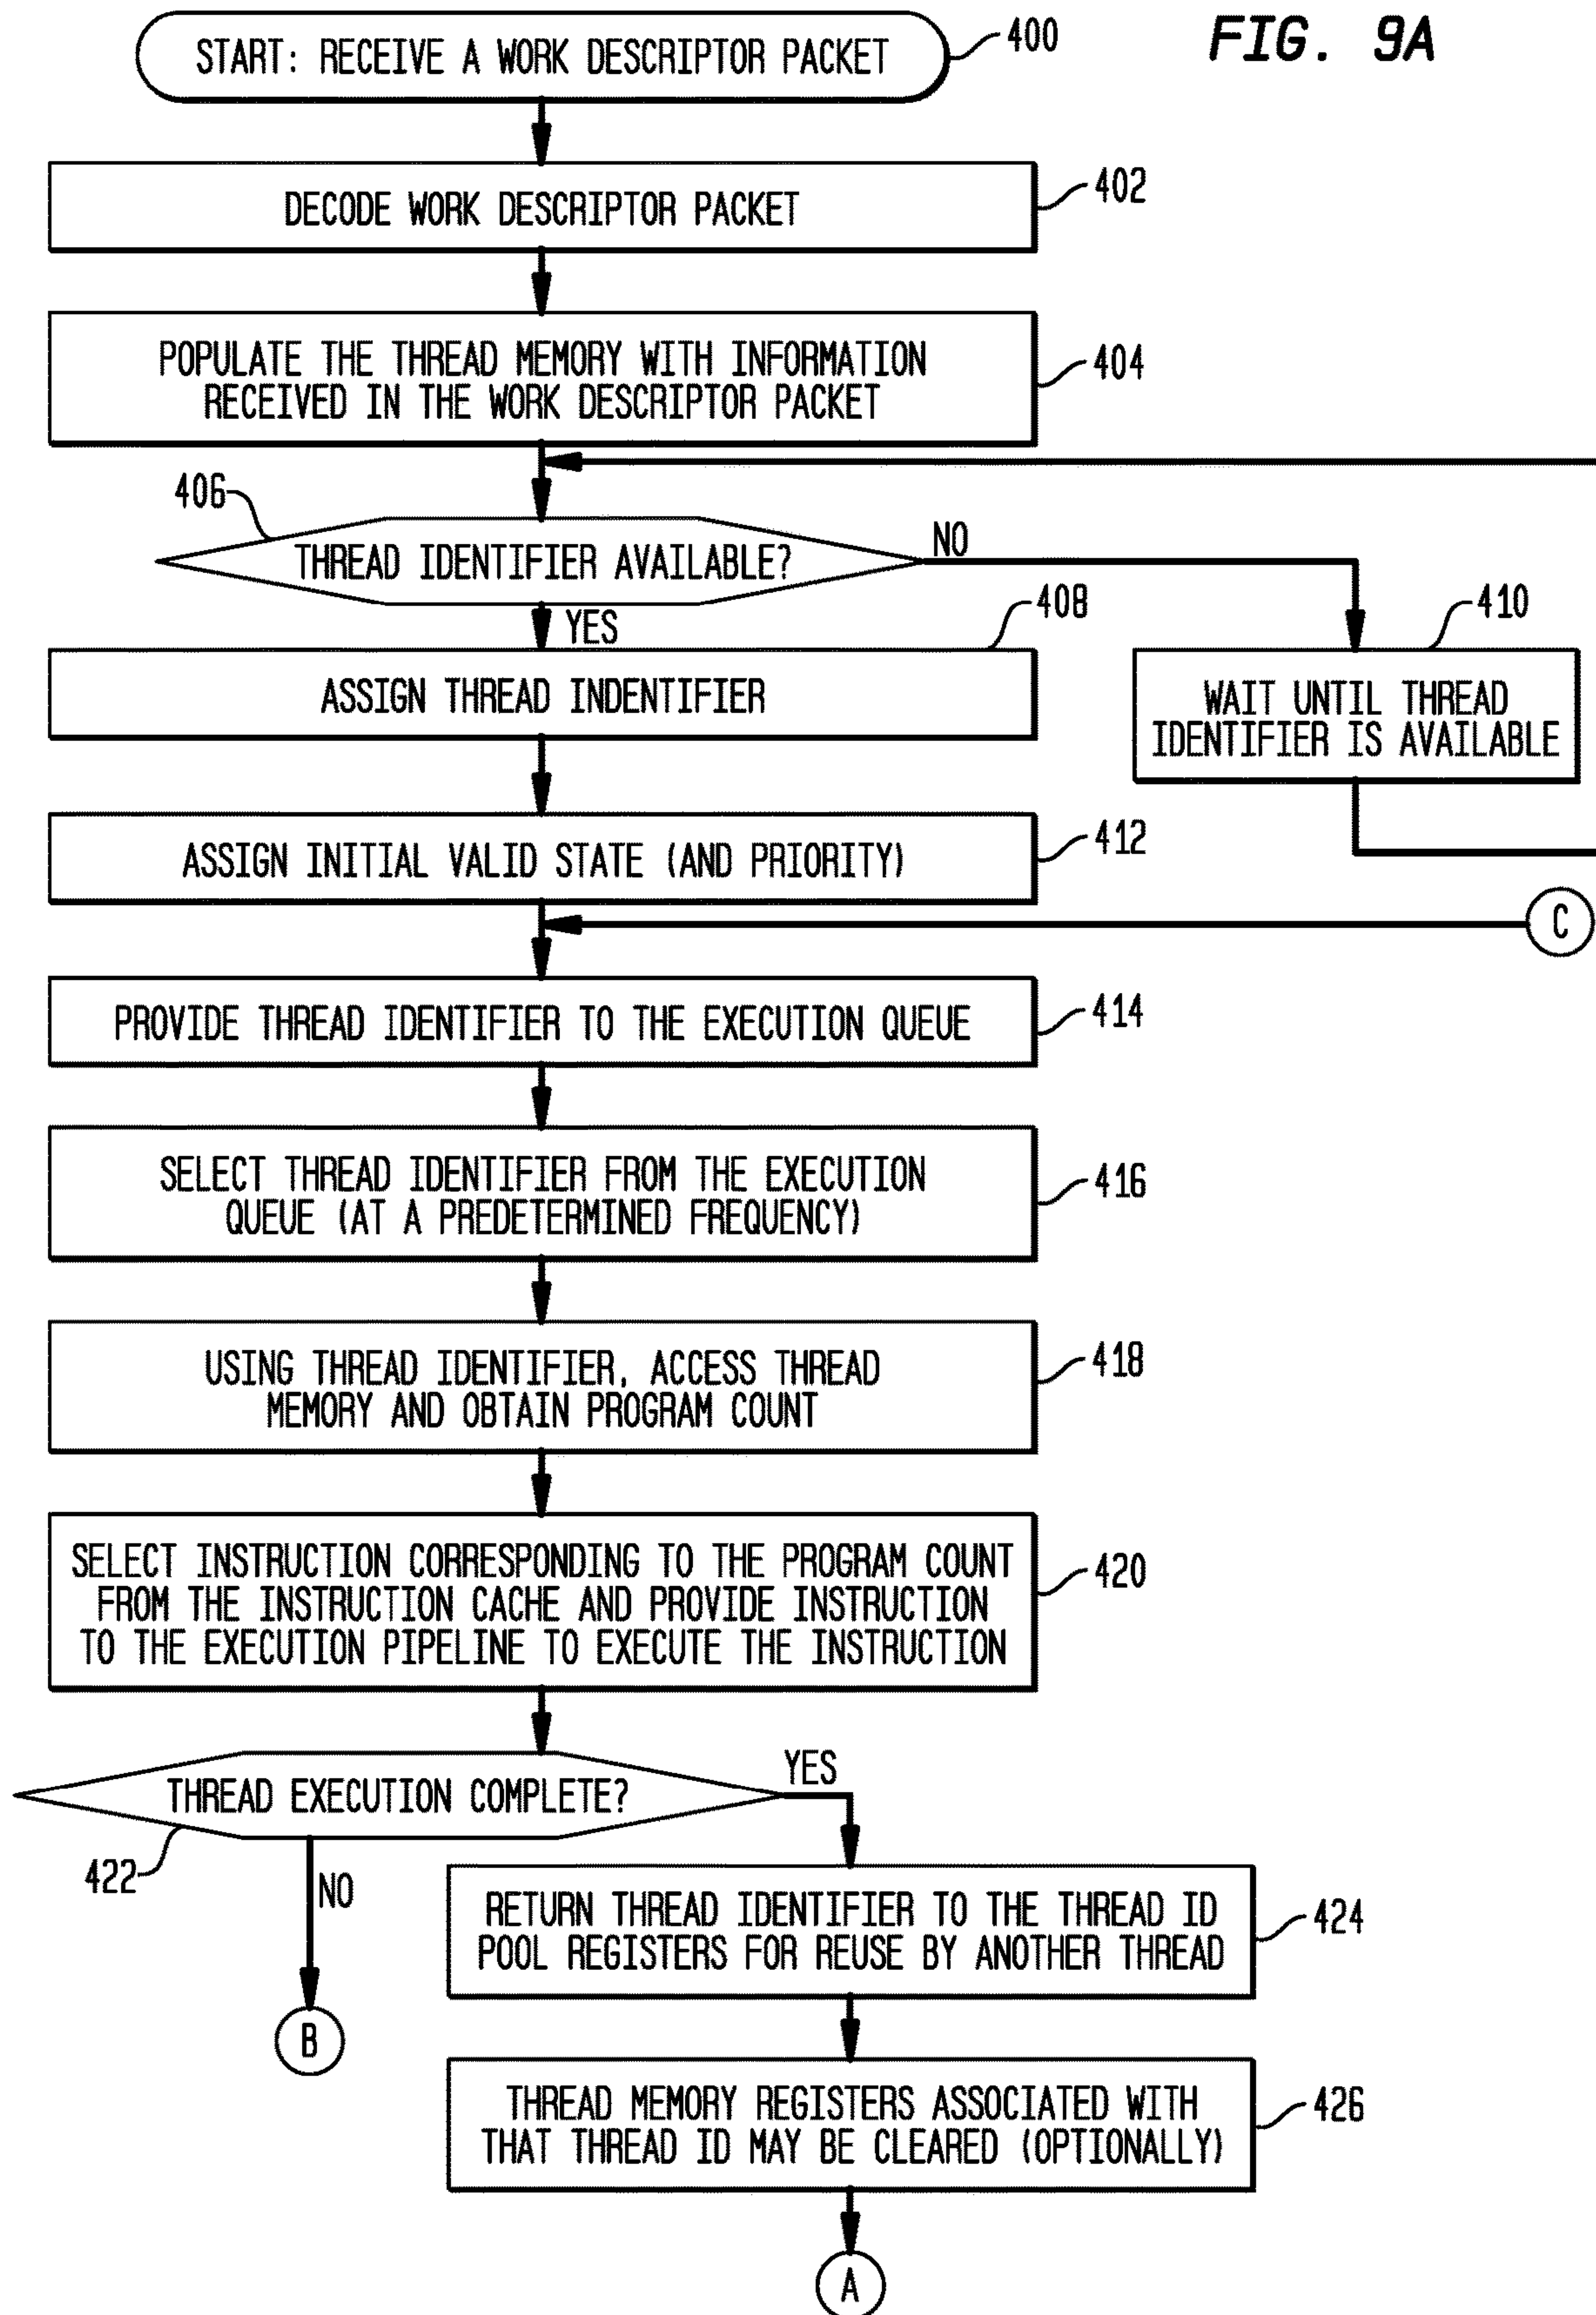 FIG. 9A
START: RECEIVE A WORK DESCRIPTOR PACKET
400
DECODE WORK DESCRIPTOR PACKET
402
POPULATE THE THREAD MEMORY WITH INFORMATION
RECEIVED IN THE WORK DESCRIPTOR PACKET
404
406
THREAD IDENTIFIER AVAILABLE?
NO
YES
408
ASSIGN THREAD INDENTIFIER
410
WAIT UNTIL THREAD
IDENTIFIER IS AVAILABLE
ASSIGN INITIAL VALID STATE (AND PRIORITY)
412
C
PROVIDE THREAD IDENTIFIER TO THE EXECUTION QUEUE
414
SELECT THREAD IDENTIFIER FROM THE EXECUTION
QUEUE (AT A PREDETERMINED FREQUENCY)
416
USING THREAD IDENTIFIER, ACCESS THREAD
MEMORY AND OBTAIN PROGRAM COUNT
418
SELECT INSTRUCTION CORRESPONDING TO THE PROGRAM COUNT
FROM THE INSTRUCTION CACHE AND PROVIDE INSTRUCTION
TO THE EXECUTION PIPELINE TO EXECUTE THE INSTRUCTION
420
THREAD EXECUTION COMPLETE?
YES
422
NO
B
RETURN THREAD IDENTIFIER TO THE THREAD ID
POOL REGISTERS FOR REUSE BY ANOTHER THREAD
424
THREAD MEMORY REGISTERS ASSOCIATED WITH
THAT THREAD ID MAY BE CLEARED (OPTIONALLY)
426
A